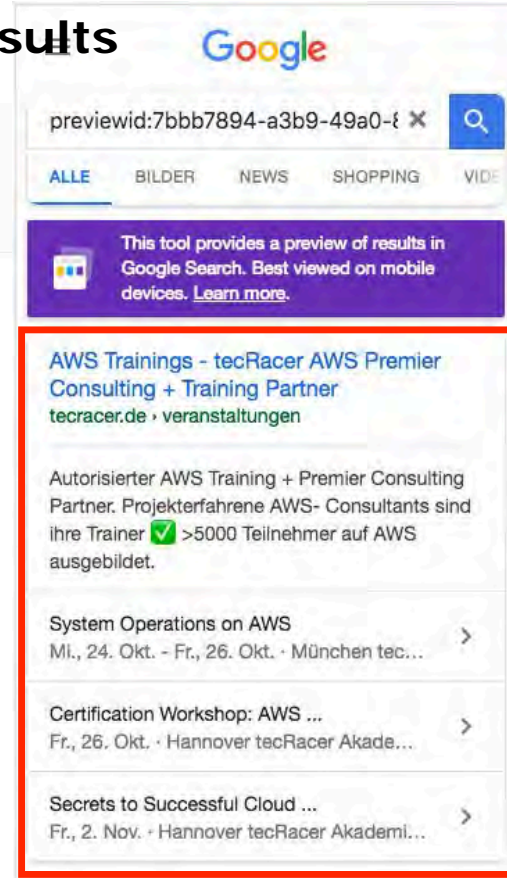 sults
Google
previewid:7bbb7894-a3b9-49a0-8
ALLE BILDER NEWS SHOPPING VIDE
This tool provides a preview of results in
Google Search. Best viewed on mobile
devices. Learn more.
AWS Trainings - tecRacer AWS Premier
Consulting + Training Partner
tecracer.de › veranstaltungen
Autorisierter AWS Training + Premier Consulting
Partner. Projekterfahrene AWS- Consultants sind
ihre Trainer ✅ >5000 Teilnehmer auf AWS
ausgebildet.
System Operations on AWS
Mi., 24. Okt. - Fr., 26. Okt. · München tec...
Certification Workshop: AWS ...
Fr., 26. Okt. · Hannover tecRacer Akade...
Secrets to Successful Cloud ...
Fr., 2. Nov. · Hannover tecRacer Akademi...